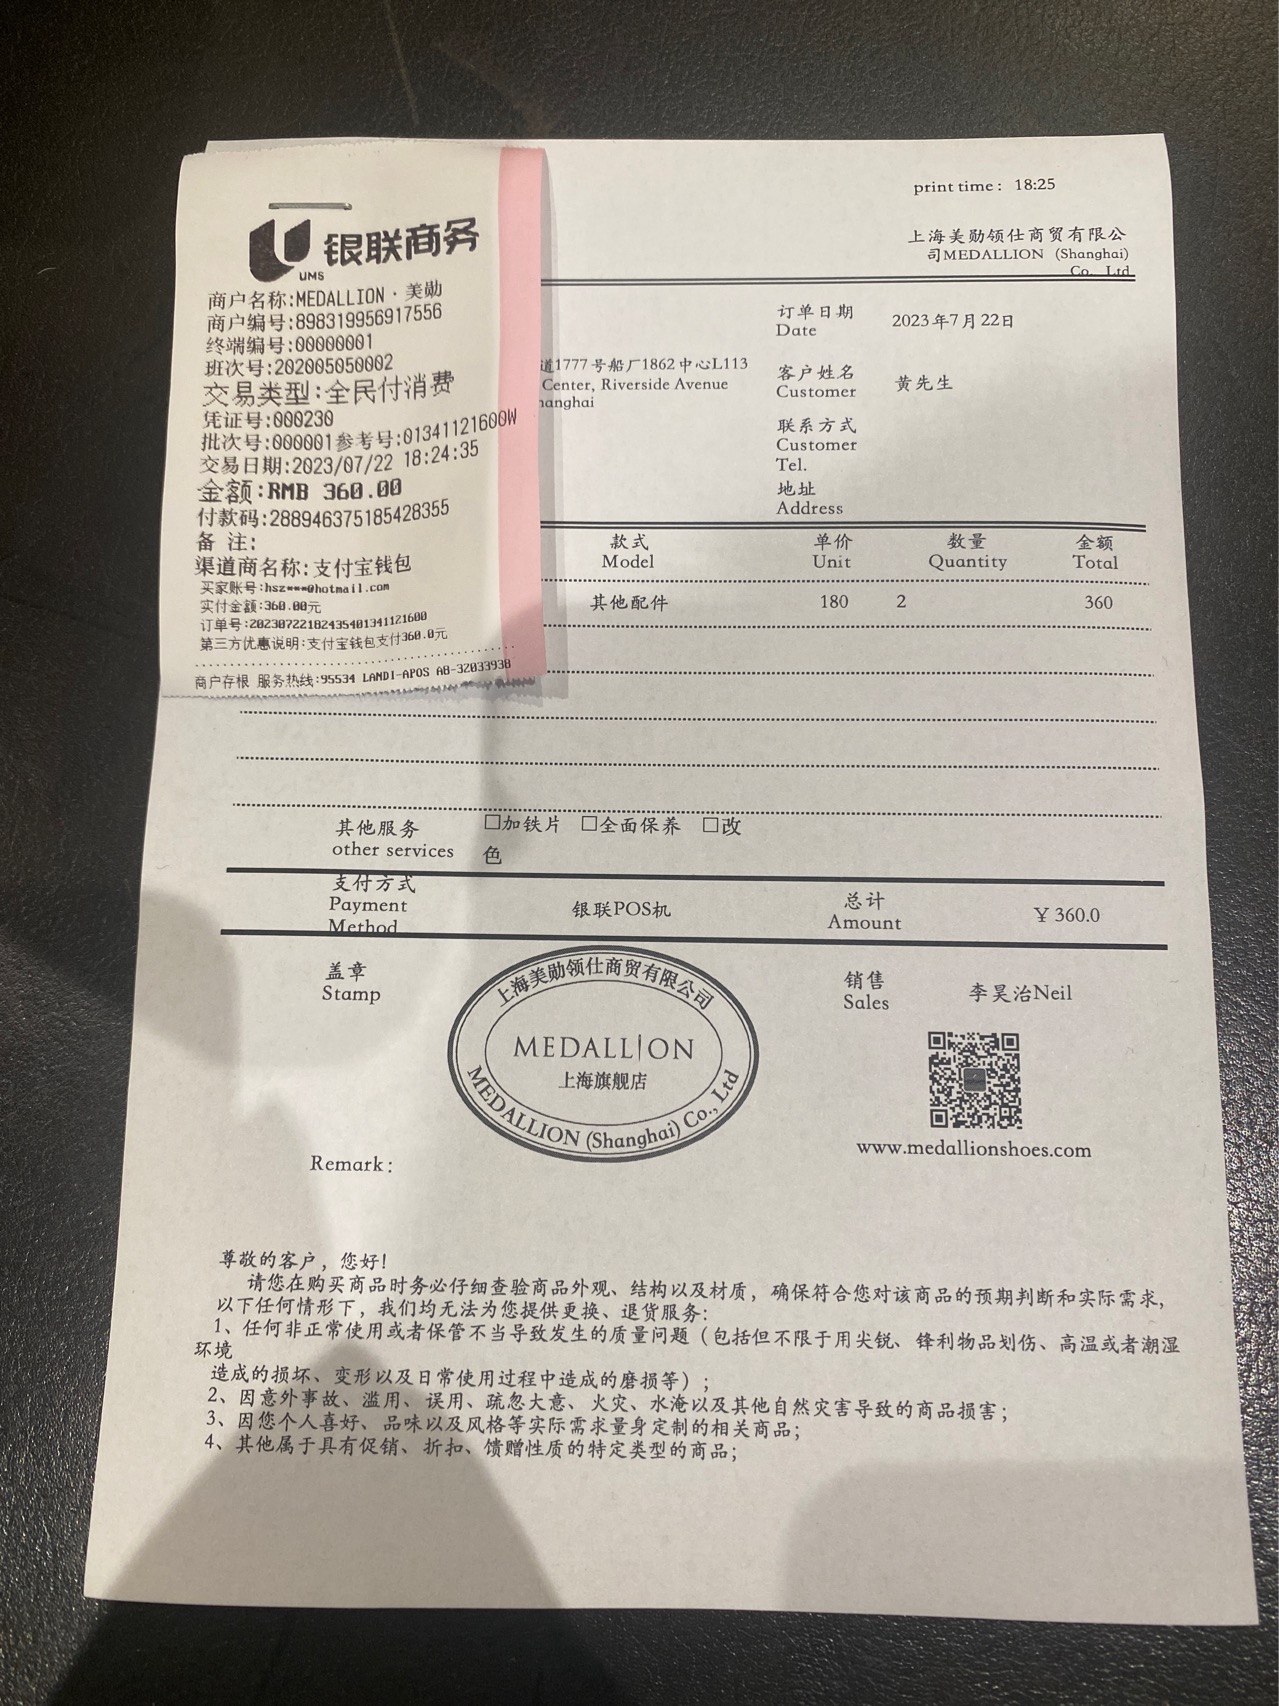 银联商务
UMS
商户名称:MEDALLION·美勋
商户编号:898319956917556
终端编号:00000001
班次号:202005050002
交易类型:全民付消费
凭证号:000230
批次号:000001参考号:01341121600W
交易日期:2023/07/22 18:24:35
金额:RMB 360.00
付款码:288946375185428355
备 注:
渠道商名称:支付宝钱包
买家账号:hsz***@hotmail.com
实付金额:360.00元
订单号:20230722182435401341121600
第三方优惠说明:支付宝钱包支付360.0元
商户存根 服务热线:95534 LANDI-APOS AB-32033938
print time: 18:25
上海美勋领仕商贸有限公
司MEDALLION (Shanghai)
Co. Ltd
道1777号船厂1862中心L113
Center, Riverside Avenue
hanghai
订单日期 2023年7月22日
Date
客户姓名 黄先生
Customer
联系方式
Customer
Tel.
地址
Address
款式 单价 数量 金额
Model Unit Quantity Total
其他配件 180 2 360
其他服务 □加铁片 □全面保养 □改
other services 色
支付方式
Payment
Method
银联POS机
总计
Amount
¥ 360.0
盖章
Stamp
上海美勋领仕商贸有限公司
MEDALLION
上海旗舰店
MEDALLION (Shanghai) Co., Ltd
销售
Sales
李昊治Neil
www.medallionshoes.com
Remark:
尊敬的客户，您好!
请您在购买商品时务必仔细查验商品外观、结构以及材质，确保符合您对该商品的预期判断和实际需求,
以下任何情形下，我们均无法为您提供更换、退货服务:
1、任何非正常使用或者保管不当导致发生的质量问题（包括但不限于用尖锐、锋利物品划伤、高温或者潮湿
环境
造成的损坏、变形以及日常使用过程中造成的磨损等）;
2、因意外事故、滥用、误用、疏忽大意、火灾、水淹以及其他自然灾害导致的商品损害;
3、因您个人喜好、品味以及风格等实际需求量身定制的相关商品;
4、其他属于具有促销、折扣、馈赠性质的特定类型的商品;